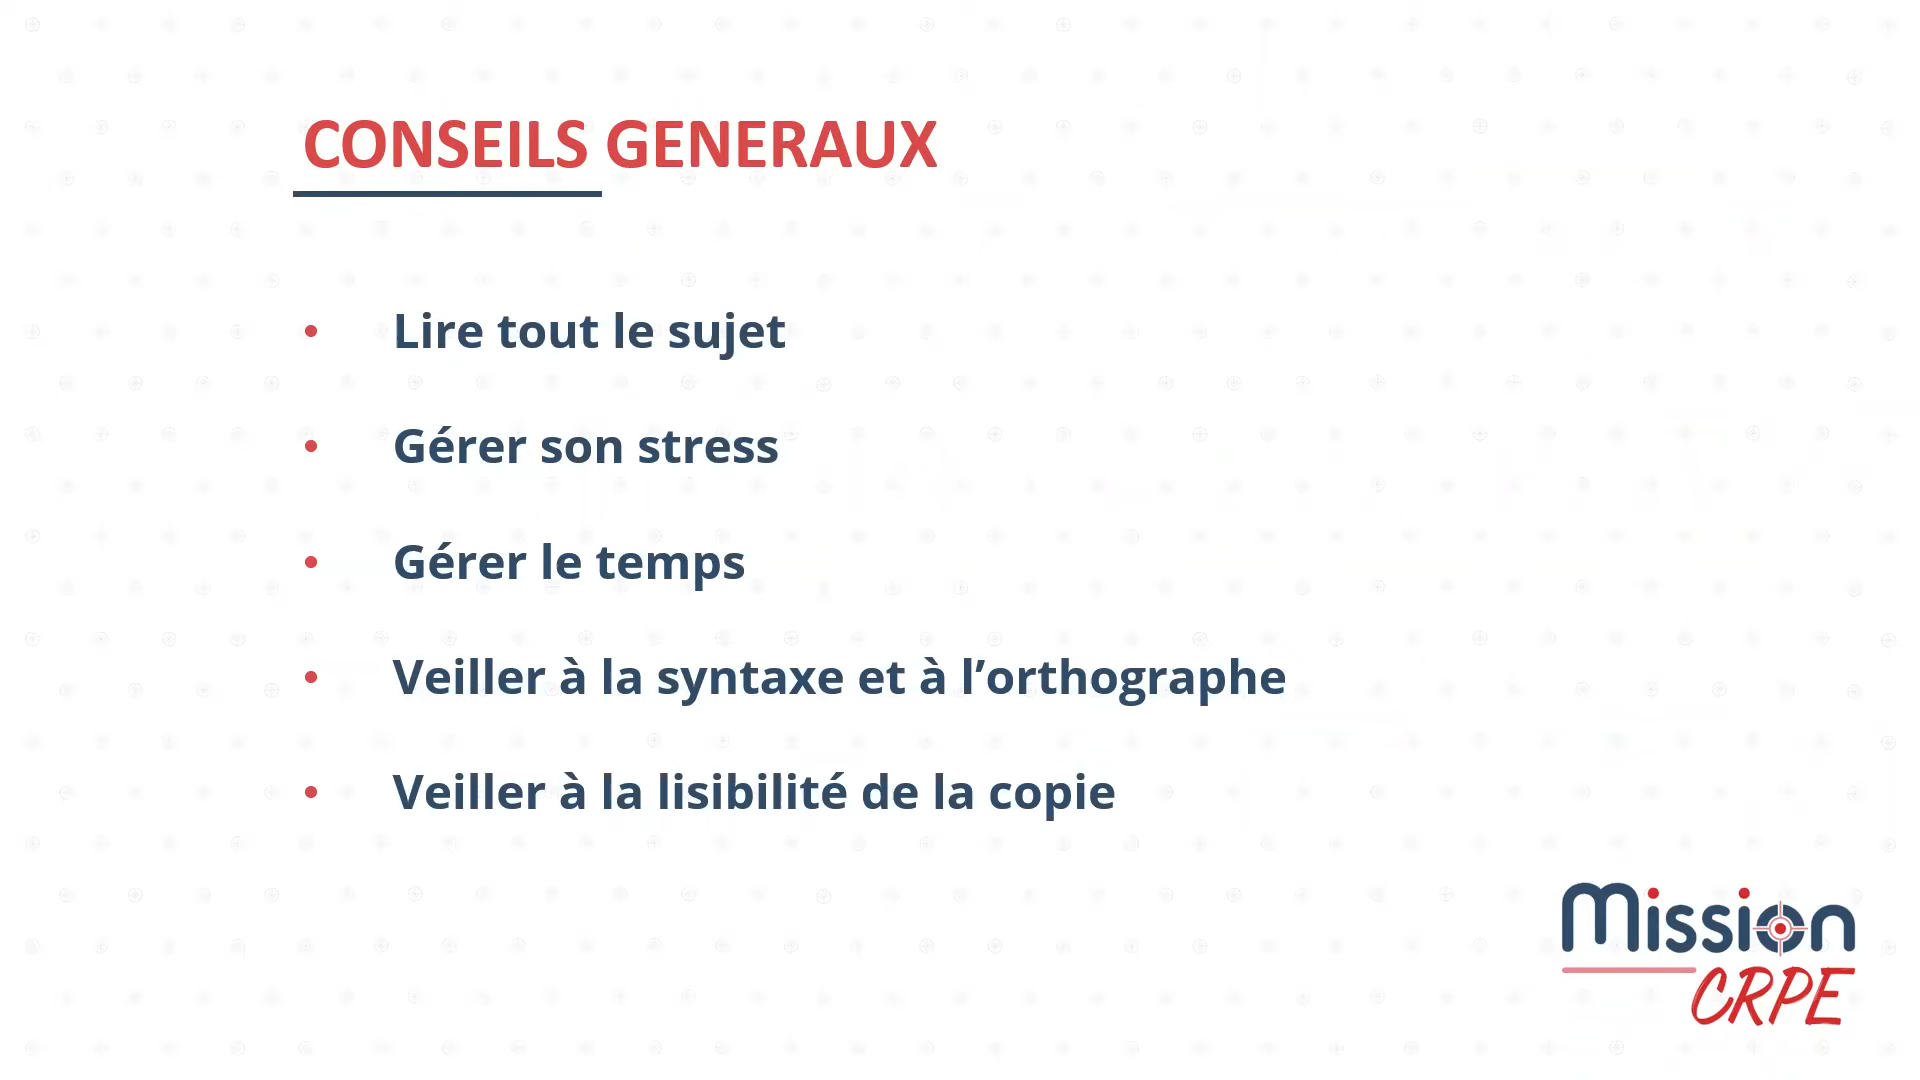 CONSEILS GENERAUX
• Lire tout le sujet
• Gérer son stress
• Gérer le temps
• Veiller à la syntaxe et à l’orthographe
• Veiller à la lisibilité de la copie
Mission
CRPE